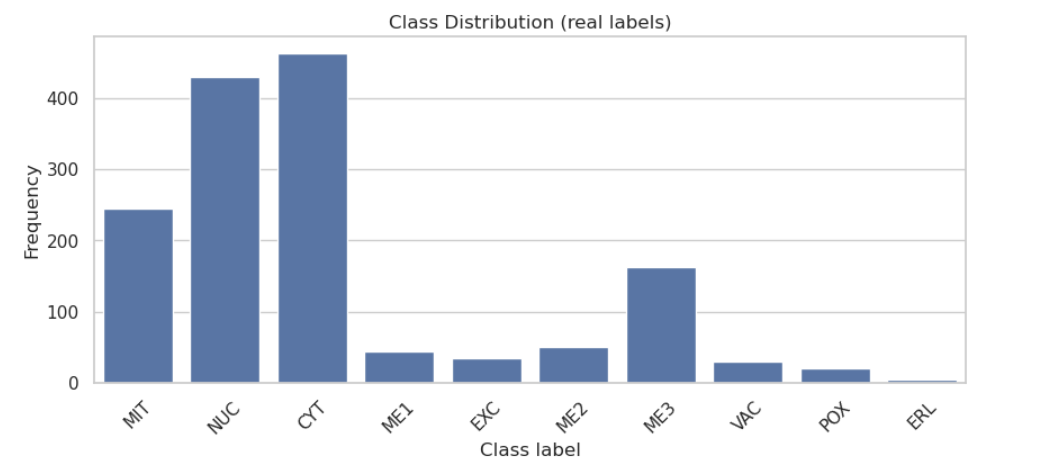 Class Distribution (real labels)
Frequency
400
300
200
100
0
MIT NUC CYT ME1 EXC ME2 ME3 VAC POX ERL
Class label